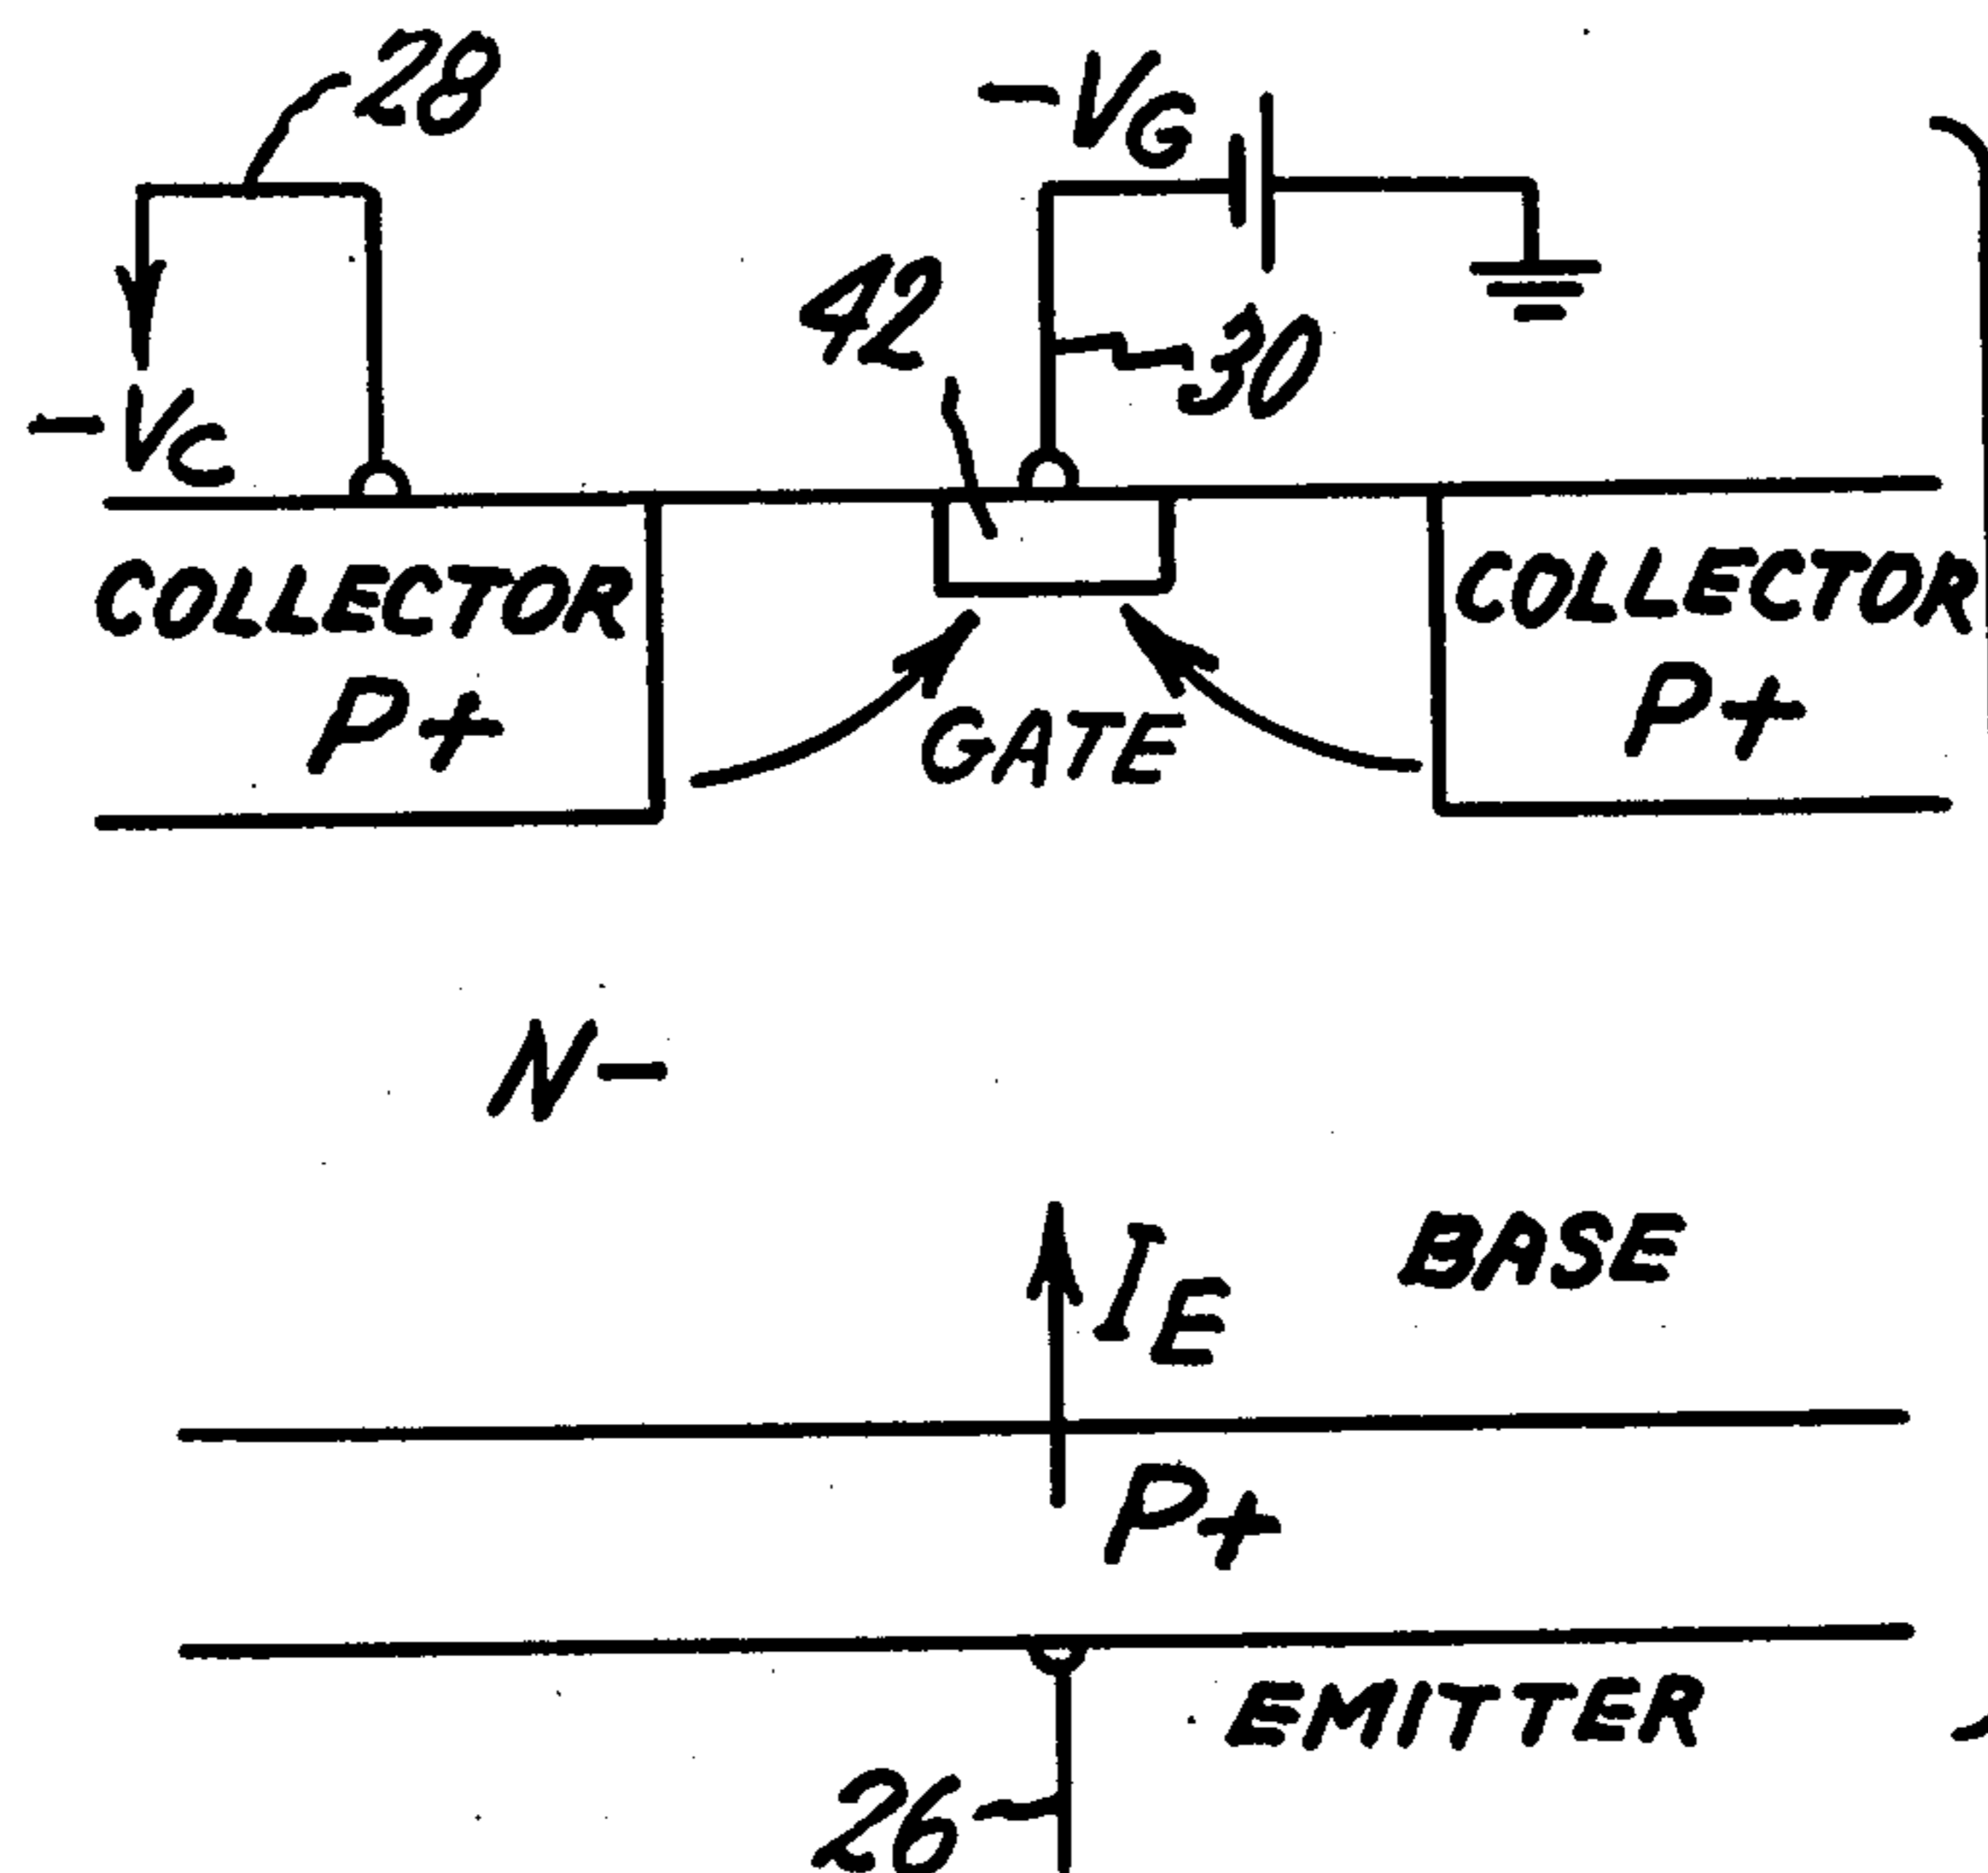 28
-VG
42
30
-VC
COLLECTOR
P+
GATE
COLLECTOR
P+
N-
IE
BASE
P+
EMITTER
26